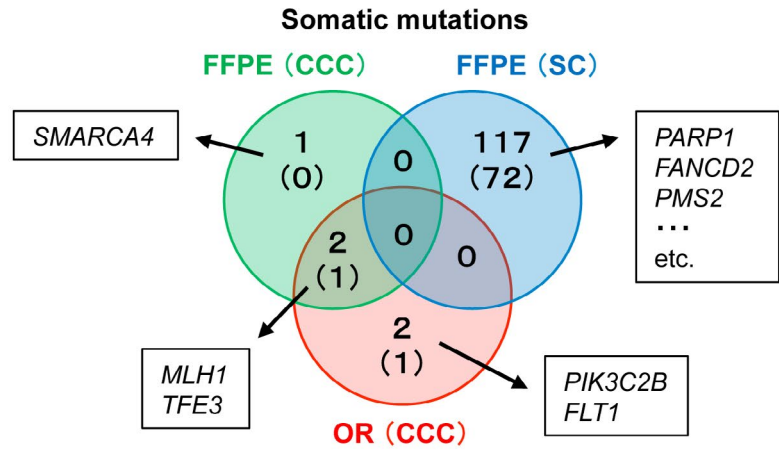 Somatic mutations
FFPE (CCC)
FFPE (SC)
SMARCA4
1
(0)
0
117
(72)
PARP1
FANCD2
PMS2
...
etc.
2
(1)
0
0
2
(1)
MLH1
TFE3
PIK3C2B
FLT1
OR (CCC)